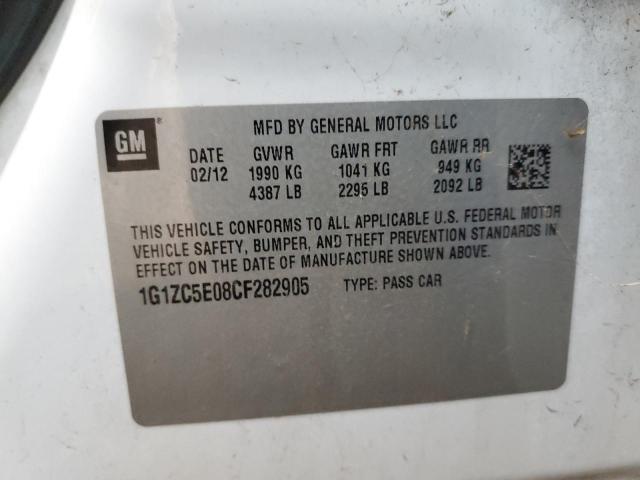 GM ®
MFD BY GENERAL MOTORS LLC
DATE GVWR GAWR FRT GAWR RR
02/12 1990 KG 1041 KG 949 KG
4387 LB 2295 LB 2092 LB
THIS VEHICLE CONFORMS TO ALL APPLICABLE U.S. FEDERAL MOTOR
VEHICLE SAFETY, BUMPER, AND THEFT PREVENTION STANDARDS IN
EFFECT ON THE DATE OF MANUFACTURE SHOWN ABOVE.
1G1ZC5E08CF282905 TYPE: PASS CAR